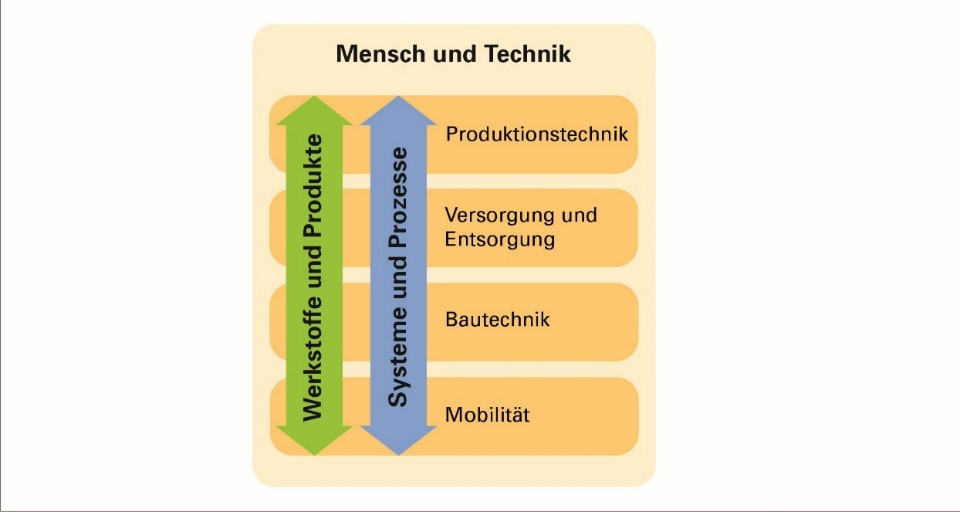 Mensch und Technik
Werkstoffe und Produkte
Systeme und Prozesse
Produktionstechnik
Versorgung und
Entsorgung
Bautechnik
Mobilität